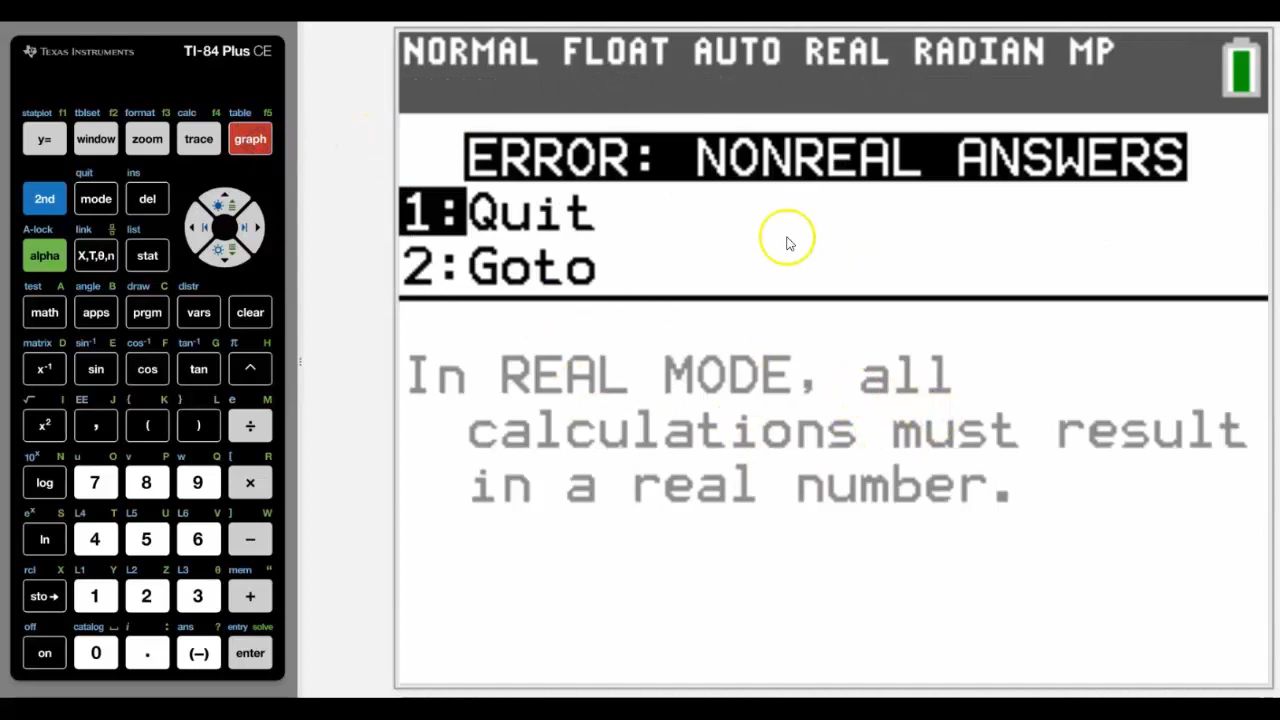 TEXAS INSTRUMENTS TI-84 Plus CE
statplot f1 tblset f2 format f3 calc f4 table f5
y= window zoom trace graph
quit ins
2nd mode del
A-lock link list
alpha X,T,θ,n stat
test A angle B draw C distr
math apps prgm vars clear
matrix D sin⁻¹ E cos⁻¹ F tan⁻¹ G π H
x⁻¹ sin cos tan ^
√ I EE J { K } L e M
x² , ( ) ÷
10ˣ N u O v P w Q [ R
log 7 8 9 ×
eˣ S L4 T L5 U L6 V ] W
ln 4 5 6 −
rcl X L1 Y L2 Z L3 θ mem “
sto→ 1 2 3 +
off catalog i : ans ? entry solve
on 0 . (−) enter
NORMAL FLOAT AUTO REAL RADIAN MP
ERROR: NONREAL ANSWERS
1:Quit
2:Goto
In REAL MODE, all
calculations must result
in a real number.